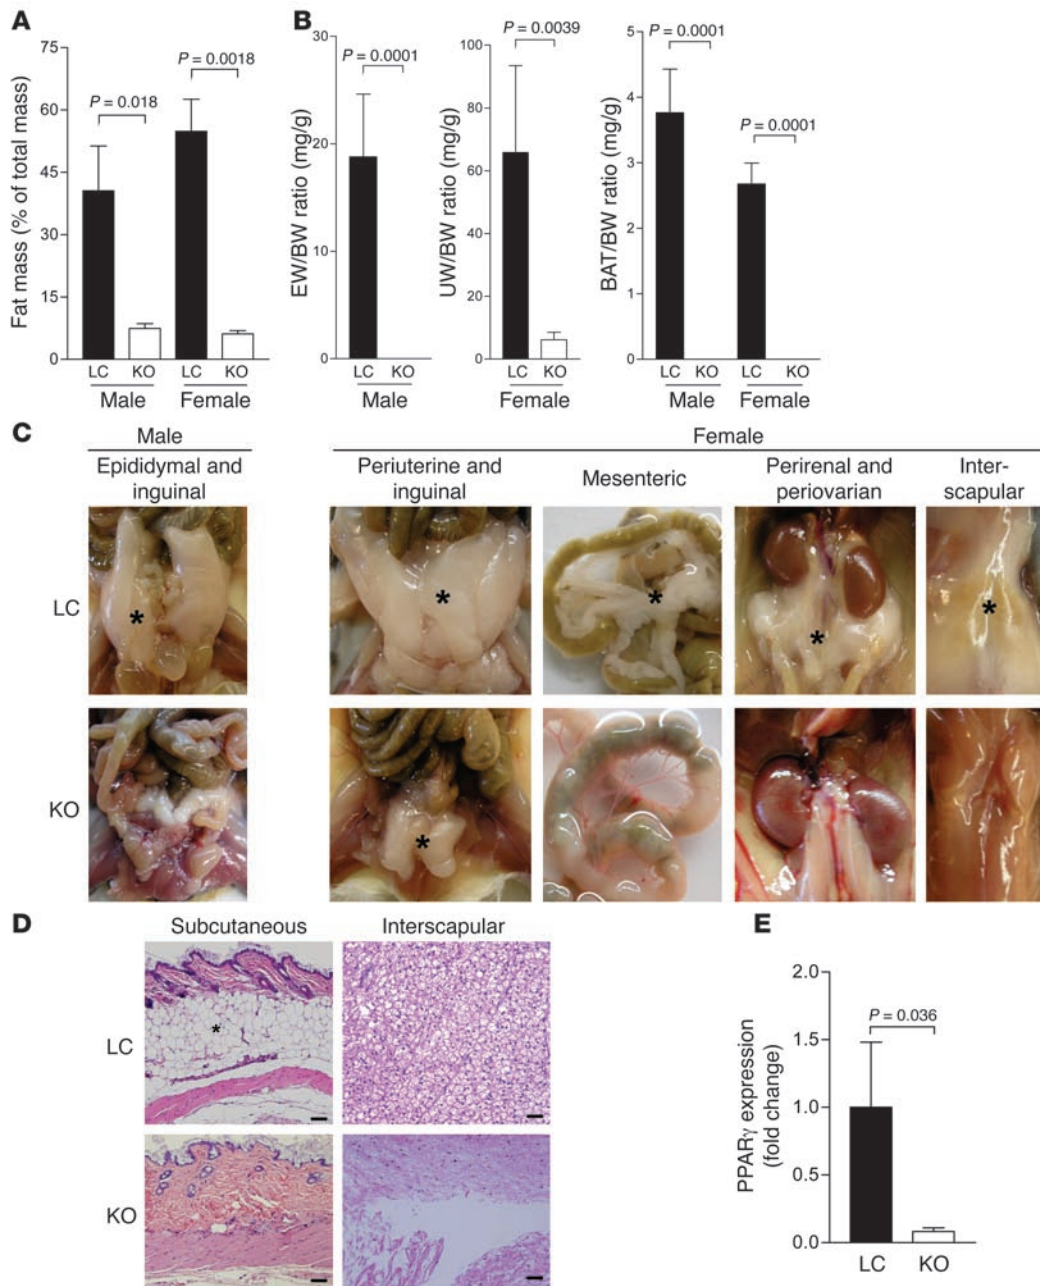 A
Fat mass (% of total mass)
75
60
45
30
15
0
P = 0.018
P = 0.0018
LC KO LC KO
Male Female
B
EW/BW ratio (mg/g)
30
20
10
0
P = 0.0001
LC KO
Male
UW/BW ratio (mg/g)
100
80
60
40
20
0
P = 0.0039
LC KO
Female
BAT/BW ratio (mg/g)
5
4
3
2
1
0
P = 0.0001
P = 0.0001
LC KO LC KO
Male Female
C
Male
Female
Epididymal and
inguinal
Periuterine and
inguinal
Mesenteric
Perirenal and
periovarian
Inter-
scapular
LC
*
*
*
*
*
KO
*
D
Subcutaneous
Interscapular
LC
*
KO
E
PPARγ expression
(fold change)
2.0
1.5
1.0
0.5
0.0
P = 0.036
LC KO